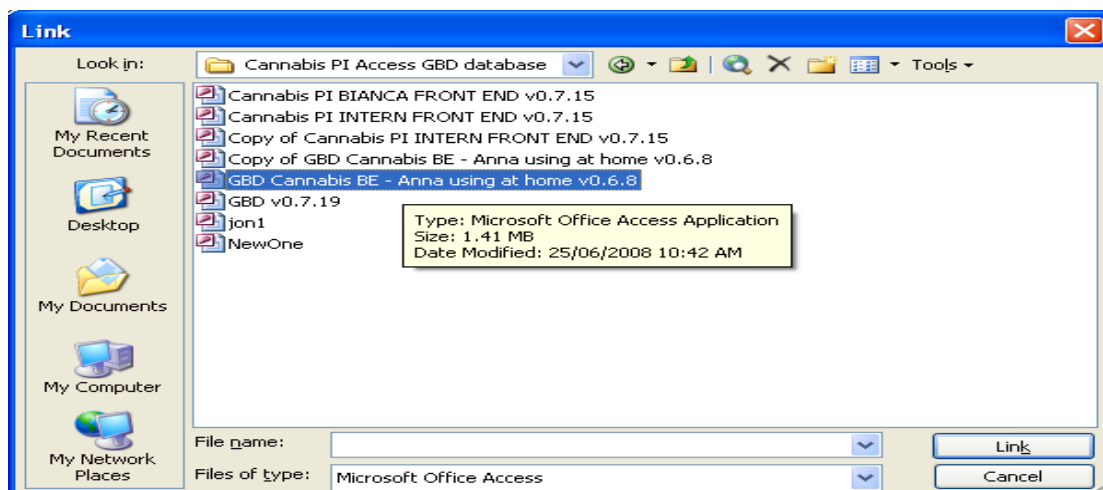 Link
Look in:
Cannabis PI Access GBD database
Tools
My Recent
Documents
Desktop
My Documents
My Computer
My Network
Places
Cannabis PI BIANCA FRONT END v0.7.15
Cannabis PI INTERN FRONT END v0.7.15
Copy of Cannabis PI INTERN FRONT END v0.7.15
Copy of GBD Cannabis BE - Anna using at home v0.6.8
GBD Cannabis BE - Anna using at home v0.6.8
GBD v0.7.19
jon1
NewOne
Type: Microsoft Office Access Application
Size: 1.41 MB
Date Modified: 25/06/2008 10:42 AM
File name:
Link
Files of type:
Microsoft Office Access
Cancel